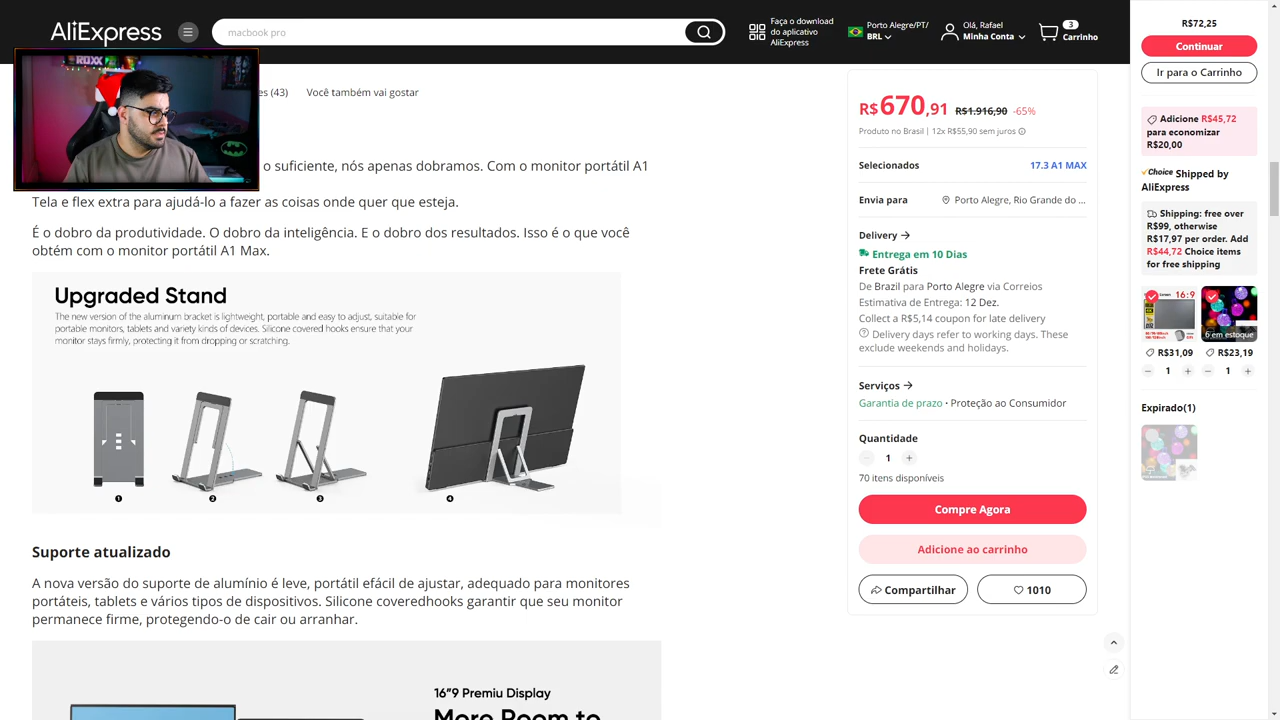 AliExpress
macbook pro
Faça o download
do aplicativo
AliExpress
Porto Alegre/PT/
BRL
Olá, Rafael
Minha Conta
3
Carrinho
es (43)
Você também vai gostar
o suficiente, nós apenas dobramos. Com o monitor portátil A1
Tela e flex extra para ajudá-lo a fazer as coisas onde quer que esteja.
É o dobro da produtividade. O dobro da inteligência. E o dobro dos resultados. Isso é o que você
obtém com o monitor portátil A1 Max.
Upgraded Stand
The new version of the aluminum bracket is lightweight, portable and easy to adjust, suitable for
portable monitors, tablets and variety kinds of devices. Silicone covered hooks ensure that your
monitor stays firmly, protecting it from dropping or scratching.
1
2
3
4
Suporte atualizado
A nova versão do suporte de alumínio é leve, portátil efácil de ajustar, adequado para monitores
portáteis, tablets e vários tipos de dispositivos. Silicone coveredhooks garantir que seu monitor
permanece firme, protegendo-o de cair ou arranhar.
16”9 Premiu Display
More Room to
R$670,91 R$1.916,90 -65%
Produto no Brasil | 12x R$55,90 sem juros
Selecionados
17.3 A1 MAX
Envia para
Porto Alegre, Rio Grande do ...
Delivery
Entrega em 10 Dias
Frete Grátis
De Brazil para Porto Alegre via Correios
Estimativa de Entrega: 12 Dez.
Collect a R$5,14 coupon for late delivery
Delivery days refer to working days. These
exclude weekends and holidays.
Serviços
Garantia de prazo · Proteção ao Consumidor
Quantidade
1
70 itens disponíveis
Compre Agora
Adicione ao carrinho
Compartilhar
1010
R$72,25
Continuar
Ir para o Carrinho
Adicione R$45,72
para economizar
R$20,00
Choice Shipped by
AliExpress
Shipping: free over
R$99, otherwise
R$17,97 per order. Add
R$44,72 Choice items
for free shipping
16:9
6 em estoque
R$31,09
R$23,19
1
1
Expirado(1)